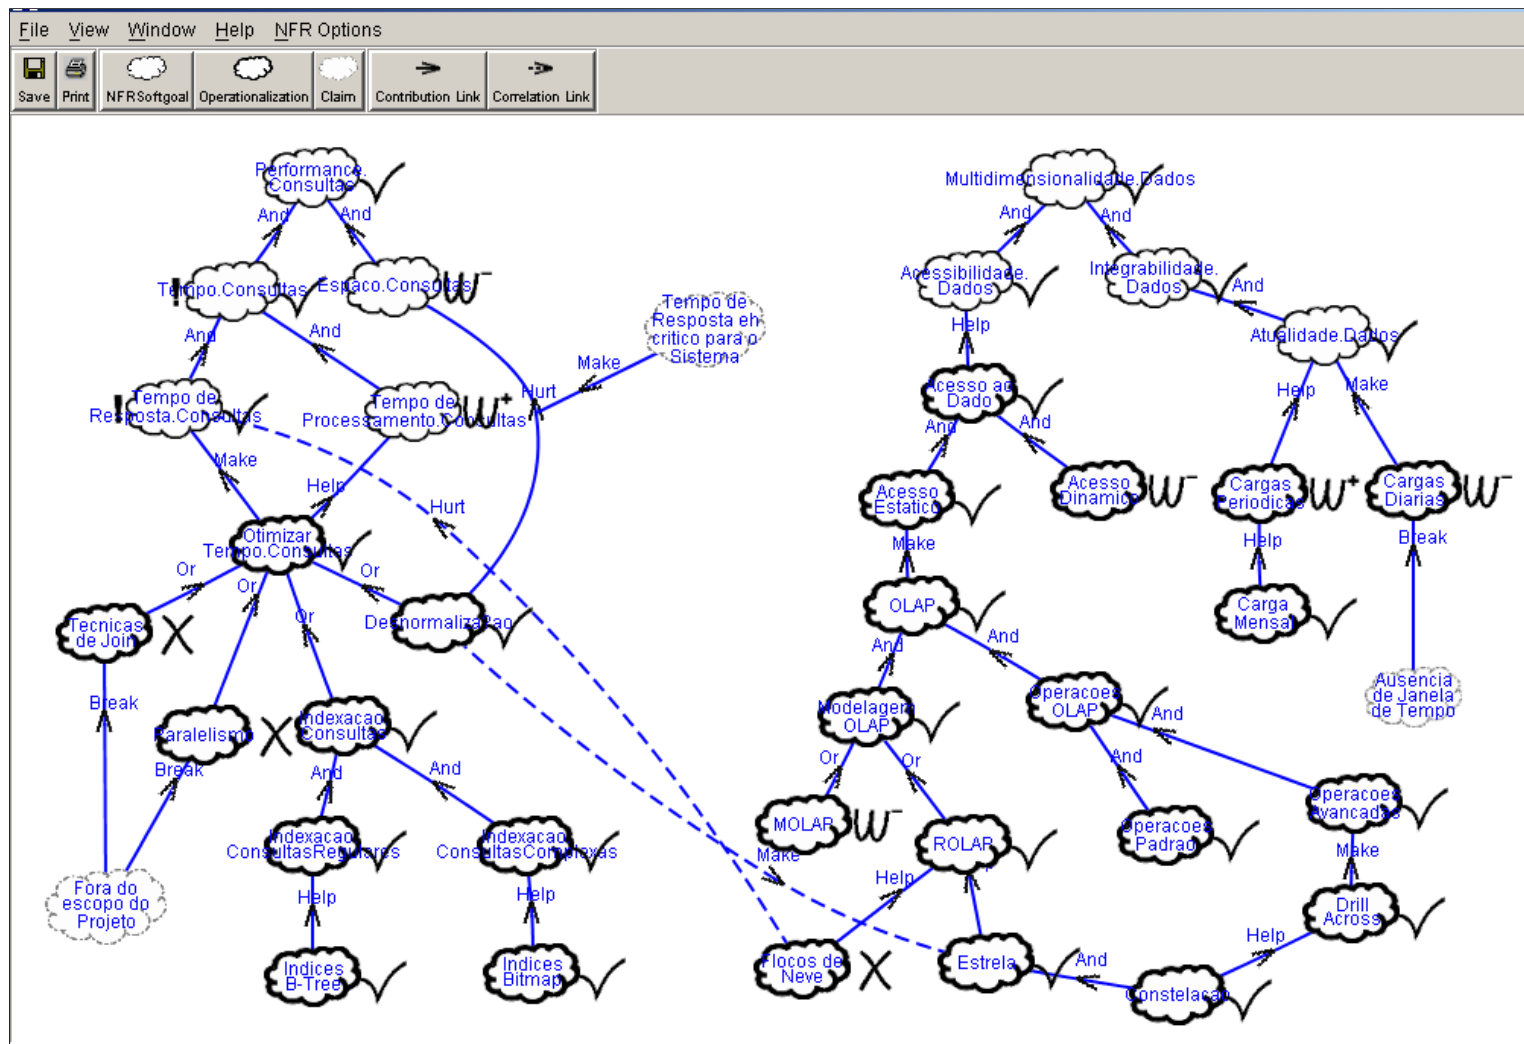 File View Window Help NFR Options
Save Print NFRSoftgoal Operationalization Claim Contribution Link Correlation Link
Performance.
Consultas
And
And
Tempo.Consultas
Espaco.Consultas
W-
And
And
Tempo de
Resposta.Consultas
Tempo de
Processamento.Consultas
W+
Tempo de
Resposta eh
critico para o
Sistema
Make
Hurt
Make
Help
Hurt
Otimizar
Tempo.Consultas
Or
Or
Or
Or
Tecnicas
de Join
Desnormaliza?ao
Break
Paralelismo
Break
Indexacao
Consultas
And
And
Indexacao
ConsultasRegulares
Indexacao
ConsultasComplexas
Fora do
escopo do
Projeto
Help
Help
Indices
B-Tree
Indices
Bitmap
Multidimensionalidade.Dados
And
And
Acessibilidade.
Dados
Integrabilidade.
Dados
And
Help
Atualidade.Dados
Acesso ao
Dado
Help
Make
And
And
Acesso
Estatico
Acesso
Dinamico
W-
Cargas
Periodicas
W+
Cargas
Diarias
W-
Make
Help
Break
OLAP
Carga
Mensal
And
And
Ausencia
de Janela
de Tempo
Modelagem
OLAP
Operacoes
OLAP
And
Or
Or
And
MOLAP
W-
ROLAP
Operacoes
Padrao
Operacoes
Avancadas
Make
Make
Help
Drill
Across
Help
Flocos de
Neve
Estrela
And
Constelacao